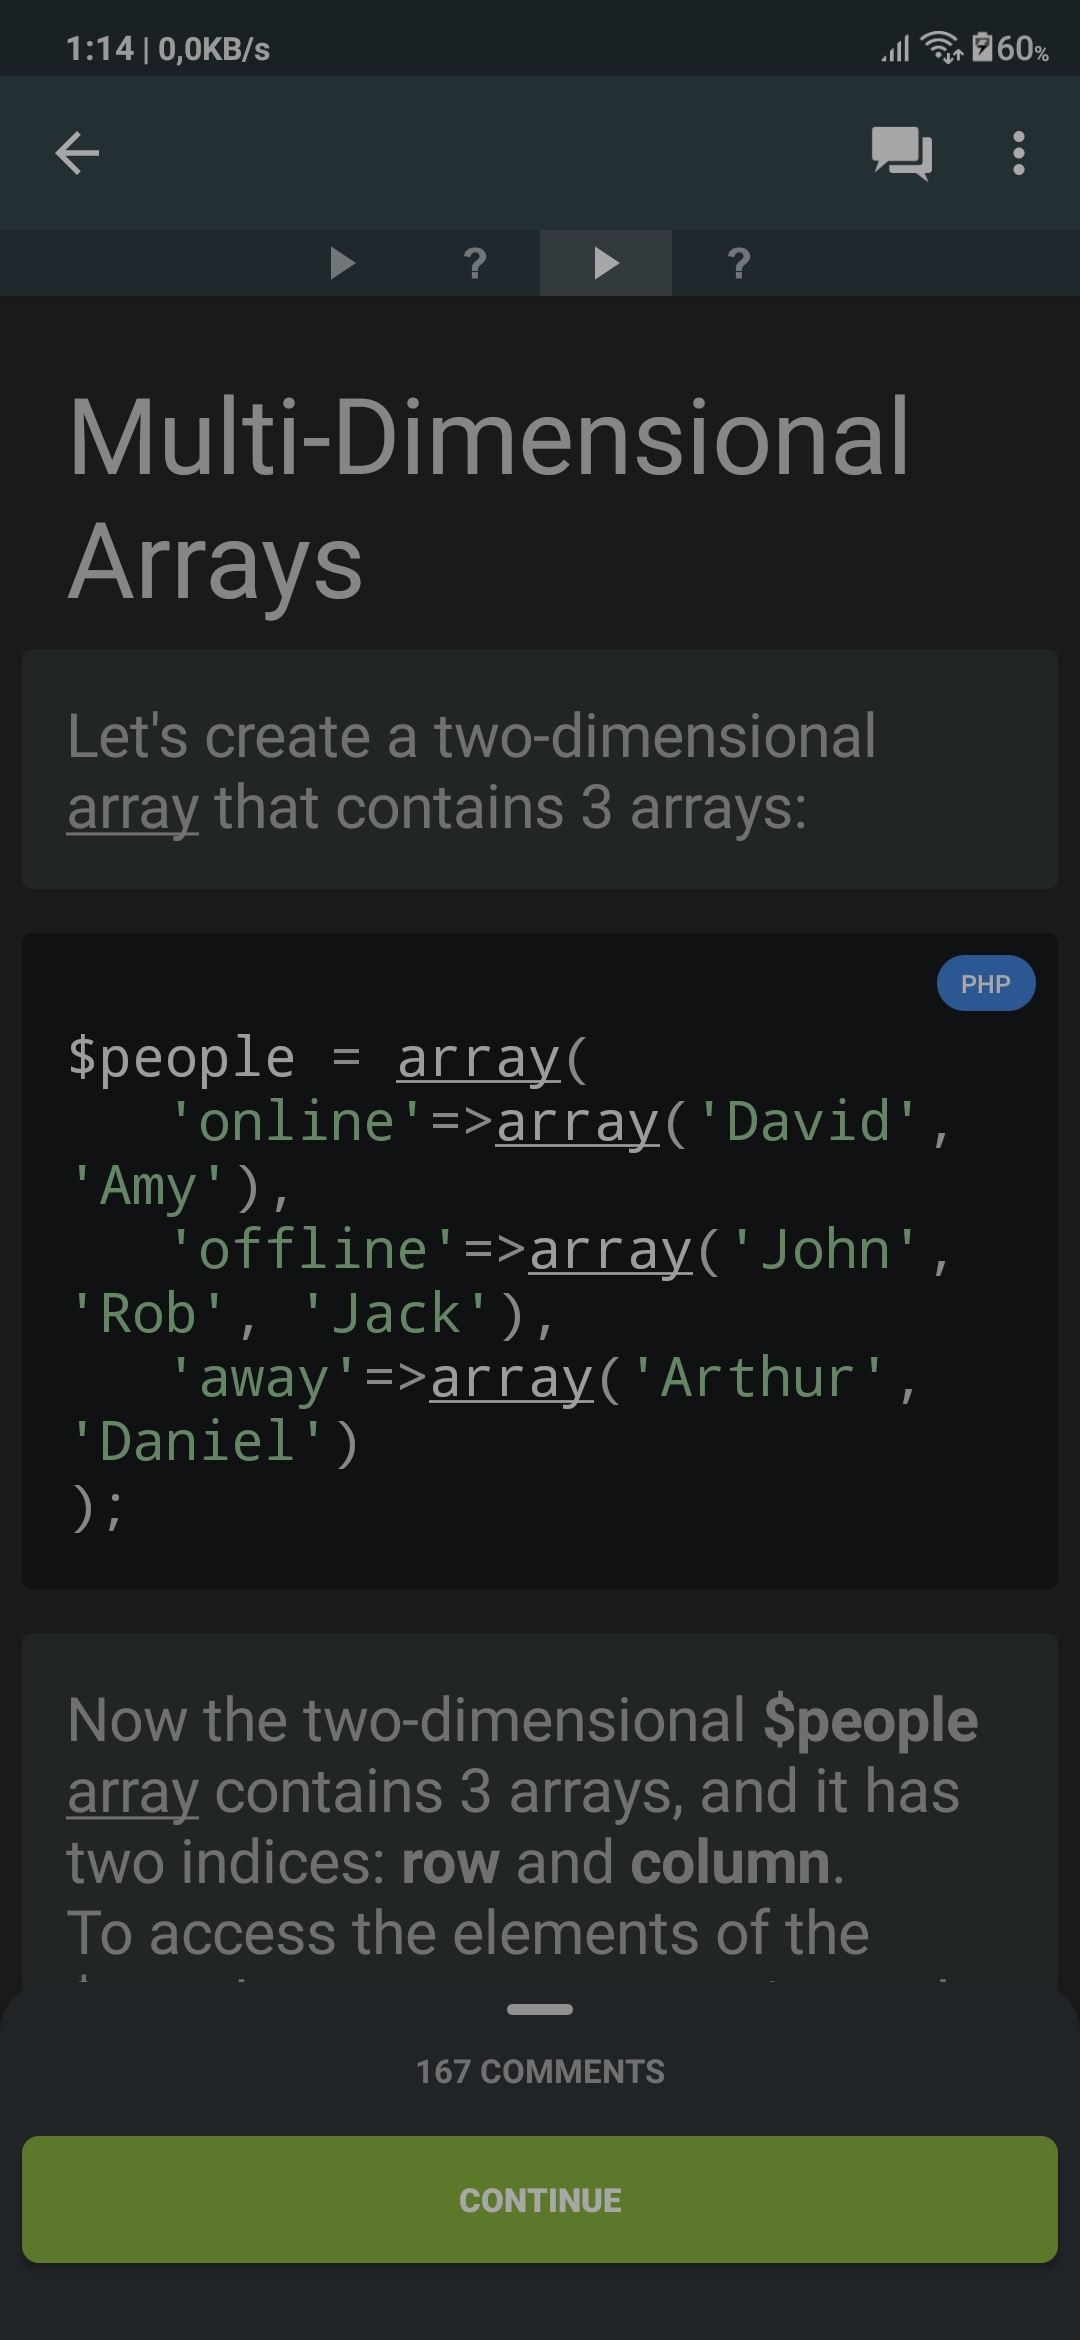 1:14 | 0,0KB/s 60%
? ?
Multi-Dimensional
Arrays
Let's create a two-dimensional
array that contains 3 arrays:
PHP
$people = array(
'online'=>array('David',
'Amy'),
'offline'=>array('John',
'Rob', 'Jack'),
'away'=>array('Arthur',
'Daniel')
);
Now the two-dimensional $people
array contains 3 arrays, and it has
two indices: row and column.
To access the elements of the
167 COMMENTS
CONTINUE